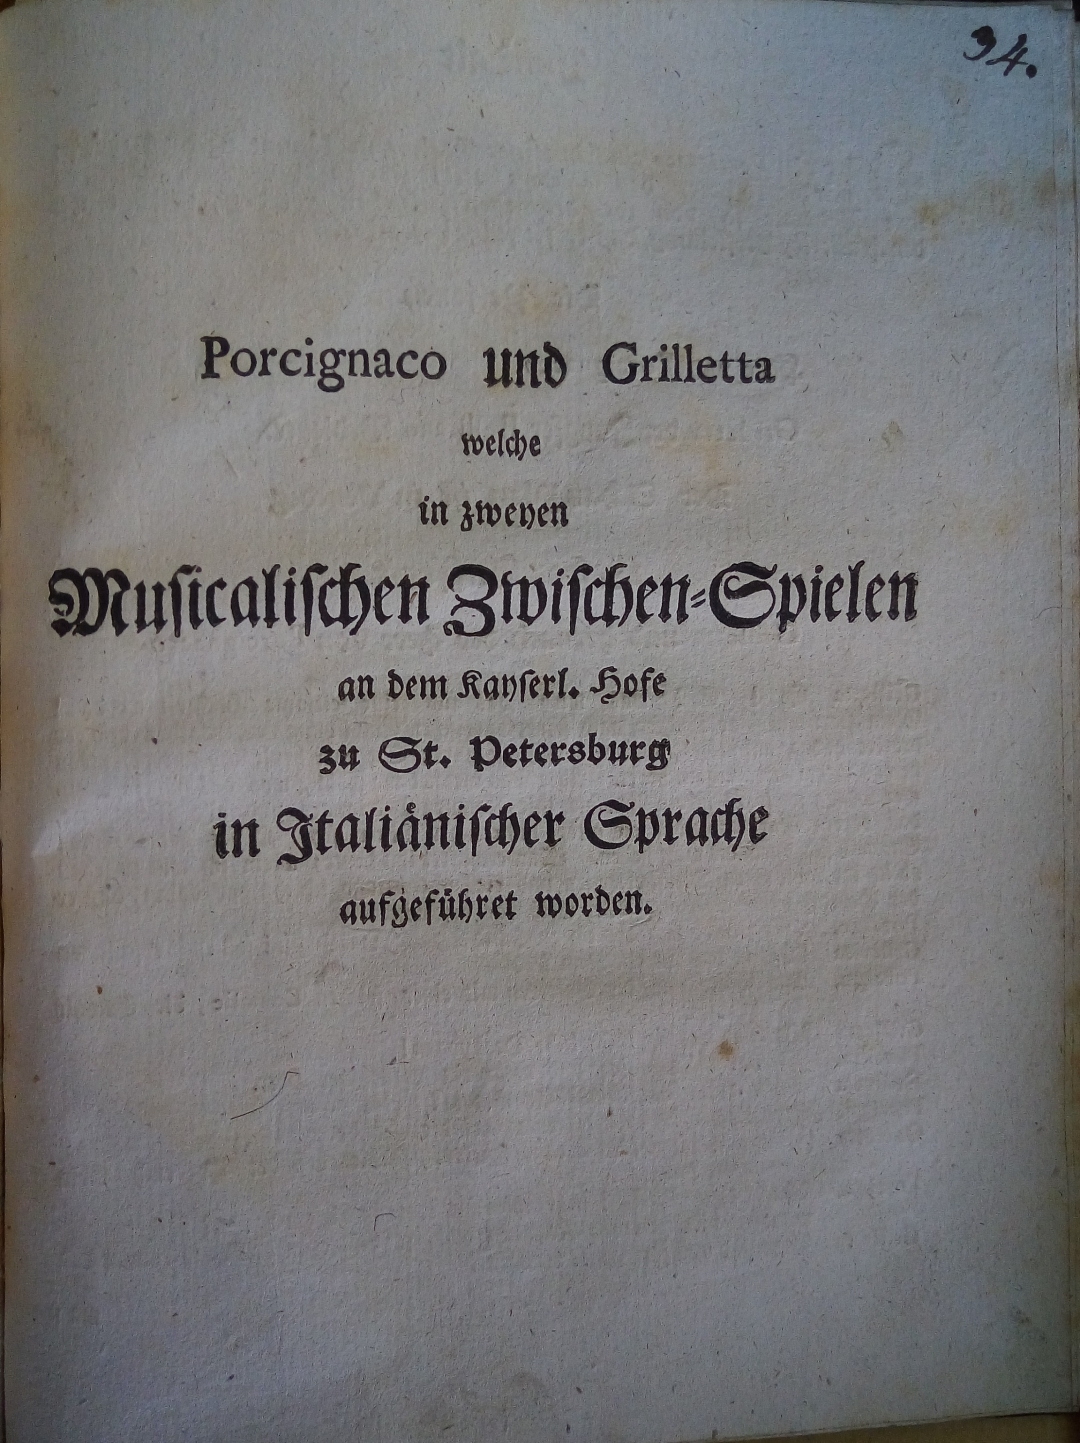 94.
Porcignaco und Grilletta
welche
in zweyen
Muſicaliſchen Zwiſchen-Spielen
an dem Kayſerl. Hofe
zu St. Petersburg
in Italiäniſcher Sprache
aufgeführet worden.